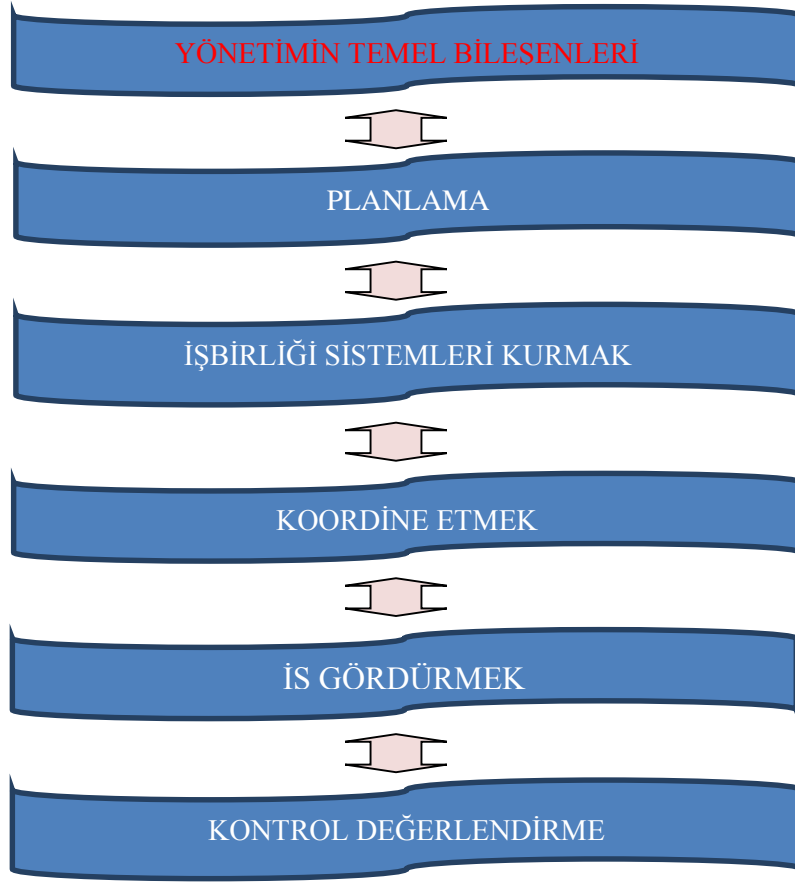 YÖNETİMİN TEMEL BİLEŞENLERİ
PLANLAMA
İŞBİRLİĞİ SİSTEMLERİ KURMAK
KOORDİNE ETMEK
İS GÖRDÜRMEK
KONTROL DEĞERLENDİRME